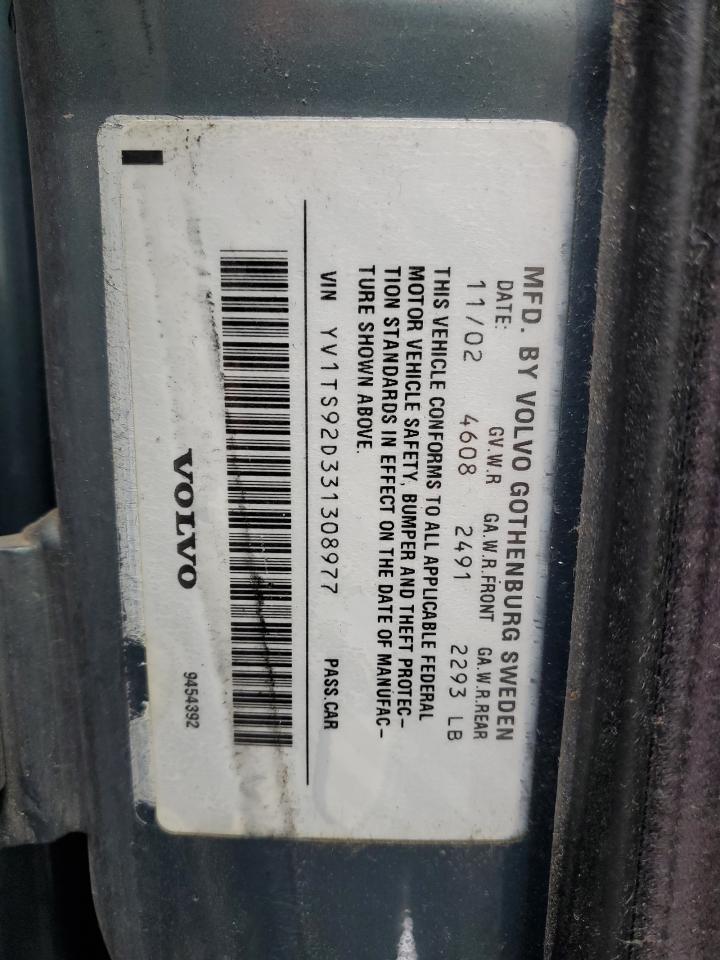 MFD. BY VOLVO GOTHENBURG SWEDEN
DATE: GV.W.R GA.W.R.FRONT GA.W.R.REAR
11/02 4608 2491 2293 LB
THIS VEHICLE CONFORMS TO ALL APPLICABLE FEDERAL
MOTOR VEHICLE SAFETY, BUMPER AND THEFT PROTEC-
TION STANDARDS IN EFFECT ON THE DATE OF MANUFAC-
TURE SHOWN ABOVE.
VIN YV1TS92D331308977 PASS.CAR
VOLVO 9454392